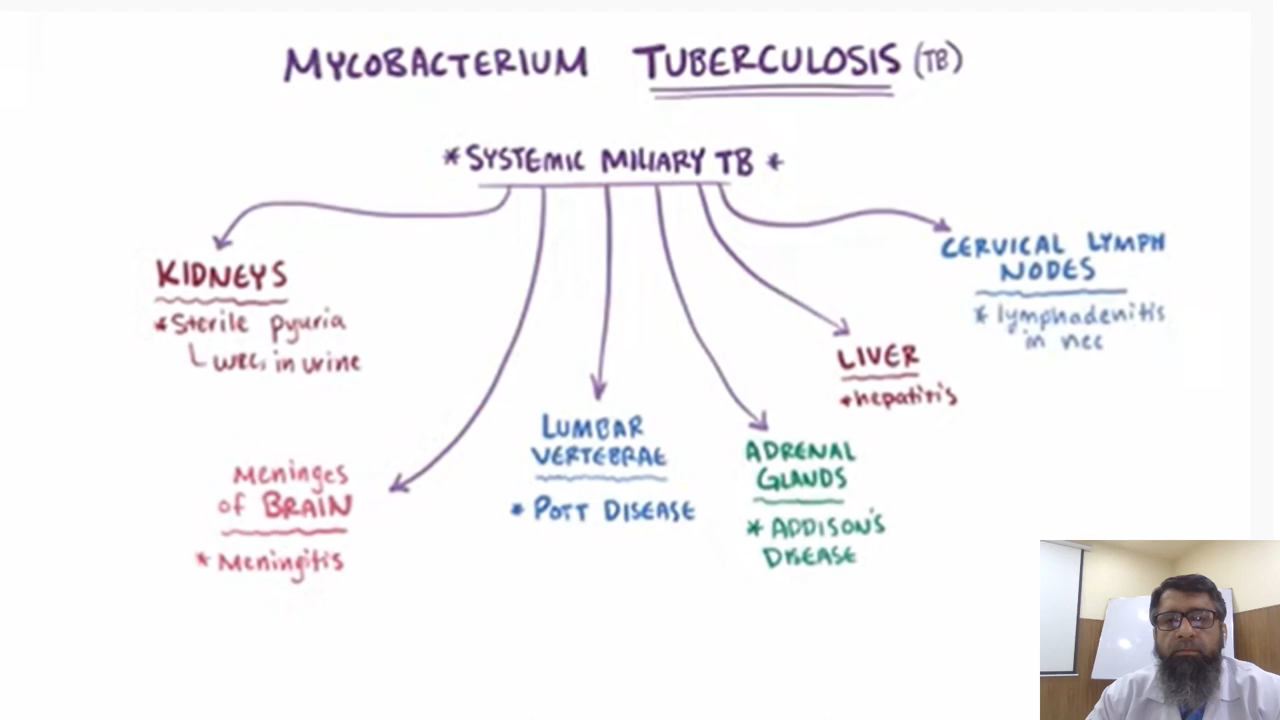 MYCOBACTERIUM TUBERCULOSIS (TB)
*SYSTEMIC MILIARY TB *
KIDNEYS
*Sterile pyuria
WBCs in urine
Meninges
of BRAIN
* Meningitis
LUMBAR
VERTEBRAE
* POTT DISEASE
ADRENAL
GLANDS
* ADDISON'S
DISEASE
LIVER
*hepatitis
CERVICAL LYMPH
NODES
* lymphadenitis
in nec